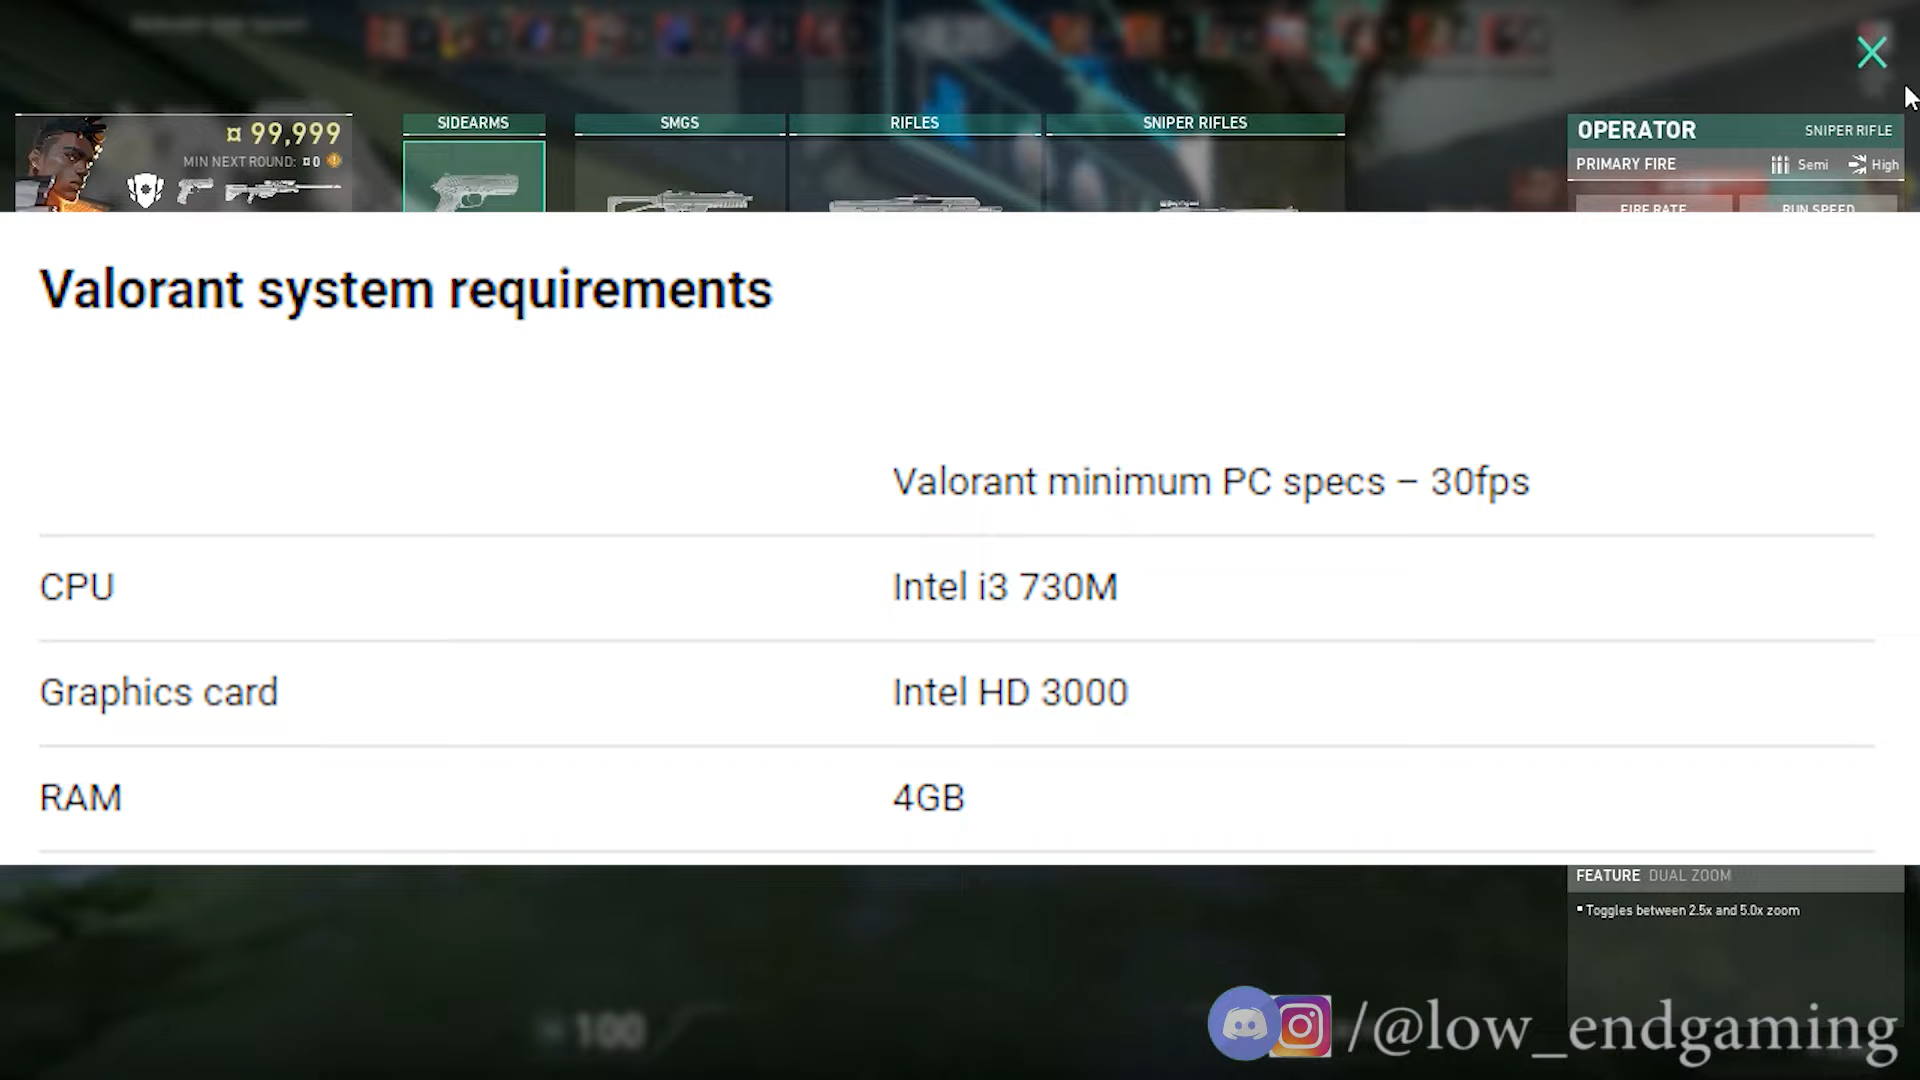 ¤ 99,999
MIN NEXT ROUND: ¤ 0
SIDEARMS
SMGS
RIFLES
SNIPER RIFLES
OPERATOR
SNIPER RIFLE
PRIMARY FIRE
Semi
High
FIRE RATE
RUN SPEED
Valorant system requirements
Valorant minimum PC specs – 30fps
CPU
Intel i3 730M
Graphics card
Intel HD 3000
RAM
4GB
FEATURE DUAL ZOOM
▪ Toggles between 2.5x and 5.0x zoom
100
/@low_endgaming